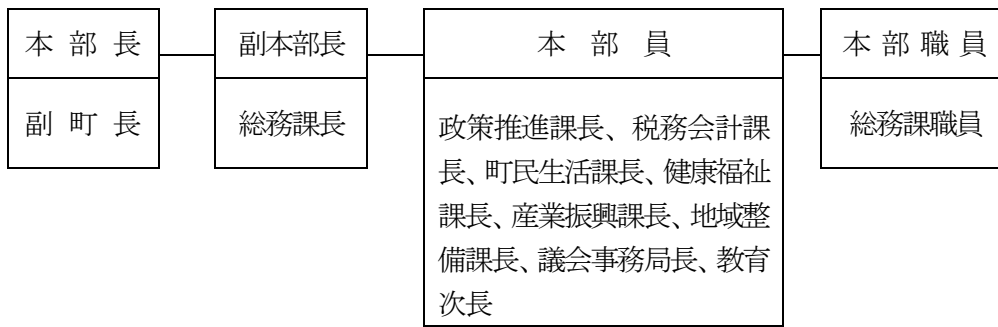 本部長
副町長
副本部長
総務課長
本部員
政策推進課長、税務会計課
長、町民生活課長、健康福祉
課長、産業振興課長、地域整
備課長、議会事務局長、教育
次長
本部職員
総務課職員